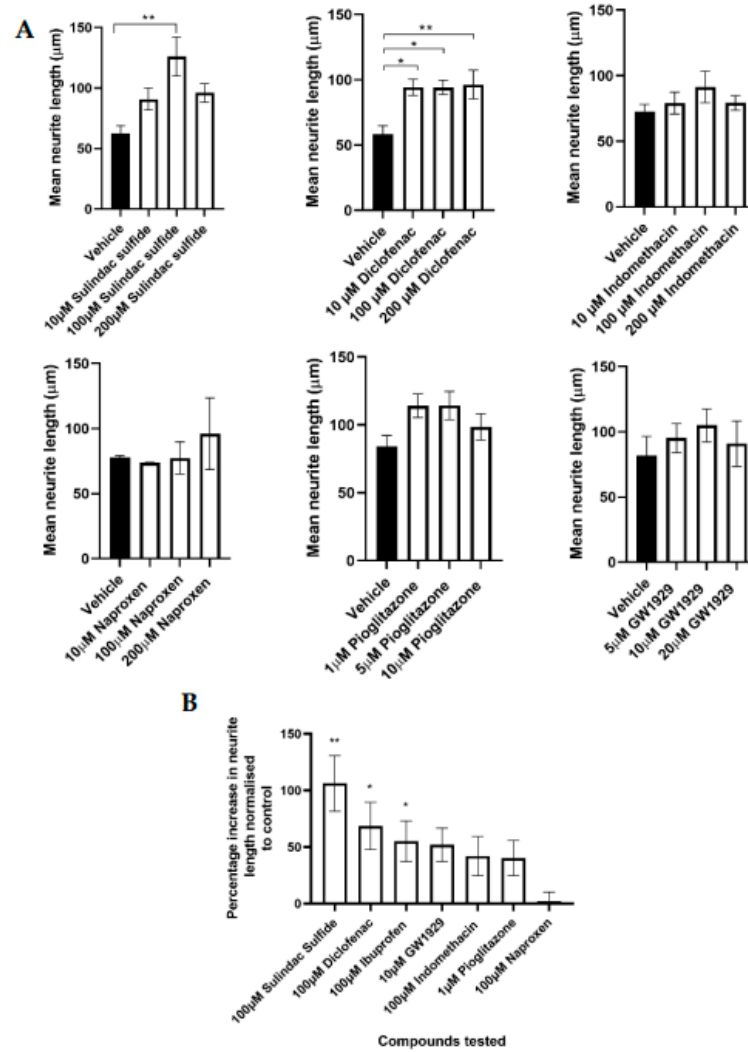 A
Mean neurite length (μm)
150
100
50
0
**
Vehicle
10μM Sulindac sulfide
100μM Sulindac sulfide
200μM Sulindac sulfide
Mean neurite length (μm)
150
100
50
0
**
*
*
Vehicle
10 μM Diclofenac
100 μM Diclofenac
200 μM Diclofenac
Mean neurite length (μm)
150
100
50
0
Vehicle
10 μM Indomethacin
100 μM Indomethacin
200 μM Indomethacin
Mean neurite length (μm)
150
100
50
0
Vehicle
10μM Naproxen
100μM Naproxen
200μM Naproxen
Mean neurite length (μm)
150
100
50
0
Vehicle
1μM Pioglitazone
5μM Pioglitazone
10μM Pioglitazone
Mean neurite length (μm)
150
100
50
0
Vehicle
5μM GW1929
10μM GW1929
20μM GW1929
B
Percentage increase in neurite
length normalised
to control
150
100
50
0
**
*
*
100μM Sulindac Sulfide
100μM Diclofenac
100μM Ibuprofen
10μM GW1929
100μM Indomethacin
1μM Pioglitazone
100μM Naproxen
Compounds tested